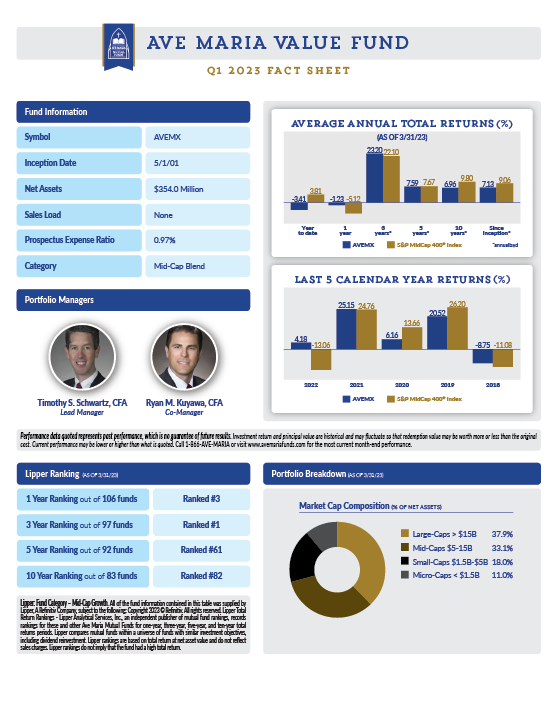 AVE MARIA VALUE FUND
Q1 2023 FACT SHEET
Fund Information
Symbol AVEMX
Inception Date 5/1/01
Net Assets $354.0 Million
Sales Load None
Prospectus Expense Ratio 0.97%
Category Mid-Cap Blend
Portfolio Managers
Timothy S. Schwartz, CFA
Lead Manager
Ryan M. Kuyawa, CFA
Co-Manager
AVERAGE ANNUAL TOTAL RETURNS (%)
(AS OF 3/31/23)
-3.41 3.81 -1.23 -5.12 23.20 22.10 7.59 7.67 6.96 9.80 7.13 9.06
Year to date
1 year
6 years*
5 years*
10 years*
Since Inception*
AVEMX S&P MidCap 400® Index *annualized
LAST 5 CALENDAR YEAR RETURNS (%)
4.18 -13.06 25.15 24.76 6.16 13.66 20.52 26.20 -8.75 -11.08
2022 2021 2020 2019 2018
AVEMX S&P MidCap 400® Index
Performance data quoted represents past performance, which is no guarantee of future results. Investment return and principal value are historical and may fluctuate so that redemption value may be worth more or less than the original
cost. Current performance may be lower or higher than what is quoted. Call 1-866-AVE-MARIA or visit www.avemariafunds.com for the most current month-end performance.
Lipper Ranking (AS OF 3/31/23)
1 Year Ranking out of 106 funds Ranked #3
3 Year Ranking out of 97 funds Ranked #1
5 Year Ranking out of 92 funds Ranked #61
10 Year Ranking out of 83 funds Ranked #82
Lipper: Fund Category – Mid-Cap Growth. All of the fund information contained in this table was supplied by
Lipper, A Refinitiv Company, subject to the following: Copyright 2023 © Refinitiv. All rights reserved. Lipper Total
Return Rankings – Lipper Analytical Services, Inc., an independent publisher of mutual fund rankings, records
rankings for these and other Ave Maria Mutual Funds for one-year, three-year, five-year, and ten-year total
returns periods. Lipper compares mutual funds within a universe of funds with similar investment objectives,
including dividend reinvestment. Lipper rankings are based on total return at net asset value and do not reflect
sales charges. Lipper rankings do not imply that the fund had a high total return.
Portfolio Breakdown (AS OF 3/31/23)
Market Cap Composition (% OF NET ASSETS)
Large-Caps > $15B 37.9%
Mid-Caps $5-15B 33.1%
Small-Caps $1.5B-$5B 18.0%
Micro-Caps < $1.5B 11.0%